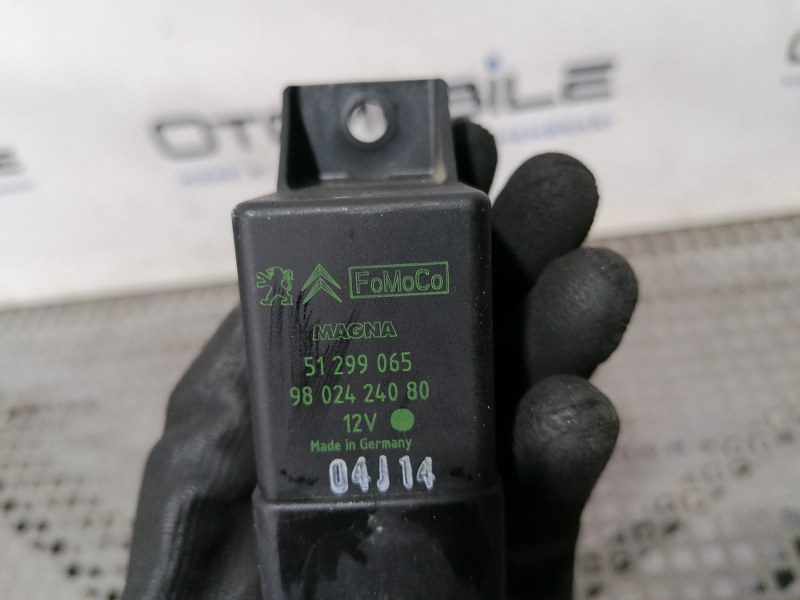 FoMoCo
MAGNA
51 299 065
98 024 240 80
12V
Made in Germany
04J14